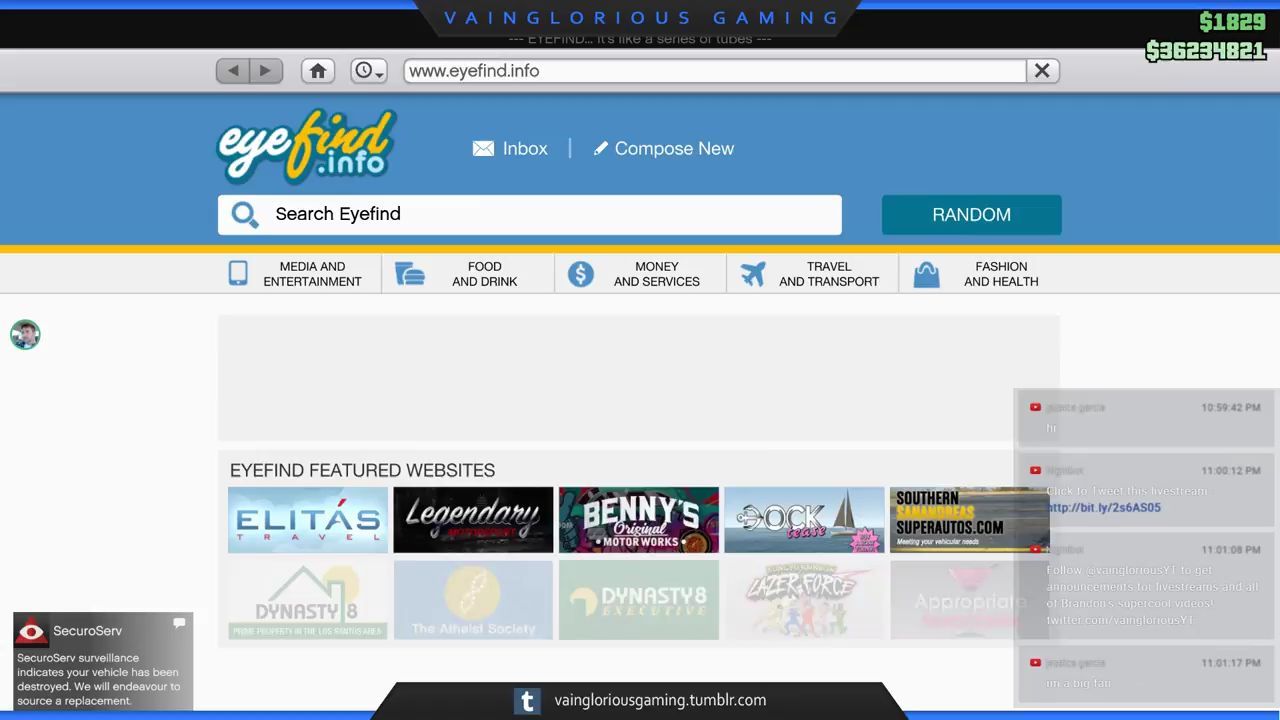 VAINGLORIOUS GAMING
$1829
--- EYEFIND... It's like a series of tubes ---
$36234821
www.eyefind.info
eyefind
.info
Inbox
Compose New
Search Eyefind
RANDOM
MEDIA AND
ENTERTAINMENT
FOOD
AND DRINK
MONEY
AND SERVICES
TRAVEL
AND TRANSPORT
FASHION
AND HEALTH
EYEFIND FEATURED WEBSITES
ELITÁS
TRAVEL
Legendary
MOTORSPORT
BENNY'S
Original
MOTORWORKS
DOCK
tease
SOUTHERN
SAN ANDREAS
SUPERAUTOS.COM
Meeting your vehicular needs
DYNASTY 8
PRIME PROPERTY IN THE LOS SANTOS AREA
The Atheist Society
DYNASTY 8
EXECUTIVE
LAZER FORCE
Appropriate
garcia
10:59:42 PM
hi
11:00:12 PM
Click to Tweet this livestream
http://bit.ly/2s6AS05
11:01:08 PM
Follow @vaingloriousYT to get
announcements for livestreams and all
of Brandon's supercool videos!
twitter.com/vaingloriousYT
jessica garcia
11:01:17 PM
im a big fan
SecuroServ
SecuroServ surveillance
indicates your vehicle has been
destroyed. We will endeavour to
source a replacement.
t
vaingloriousgaming.tumblr.com